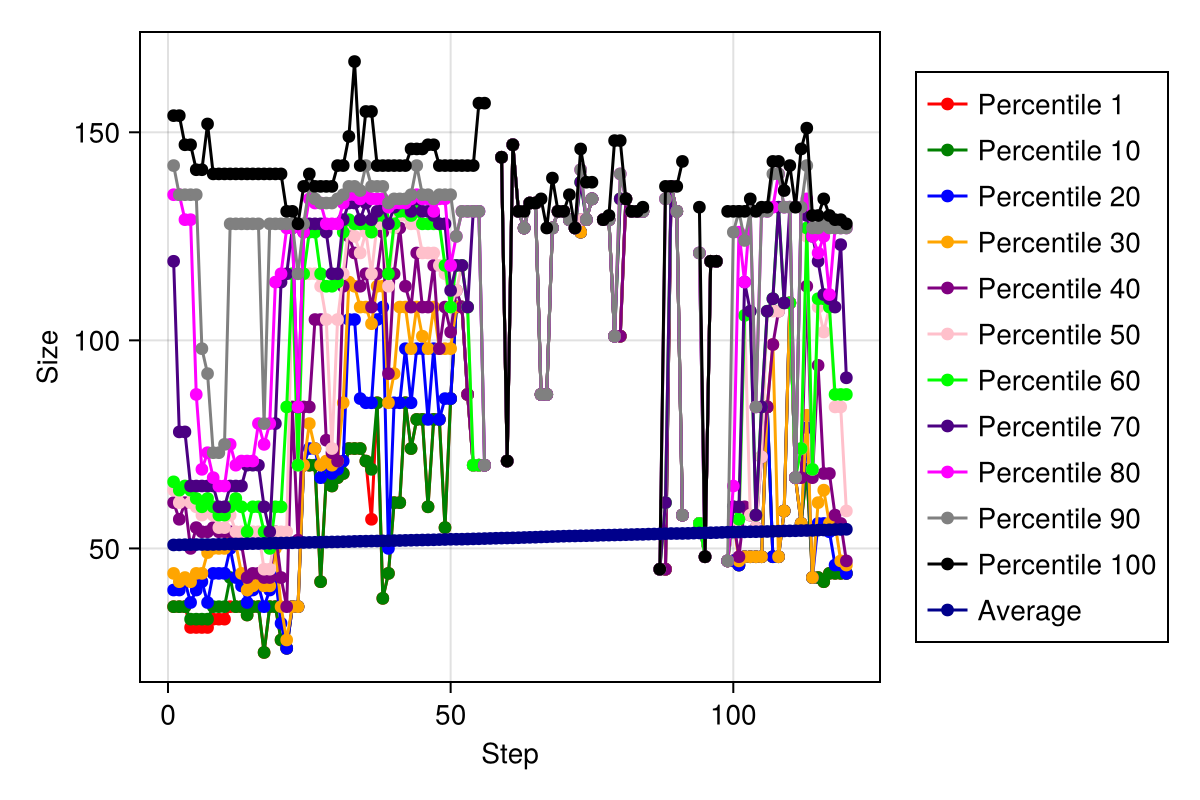 150
100
50
Size
0
50
100
Step
Percentile 1
Percentile 10
Percentile 20
Percentile 30
Percentile 40
Percentile 50
Percentile 60
Percentile 70
Percentile 80
Percentile 90
Percentile 100
Average